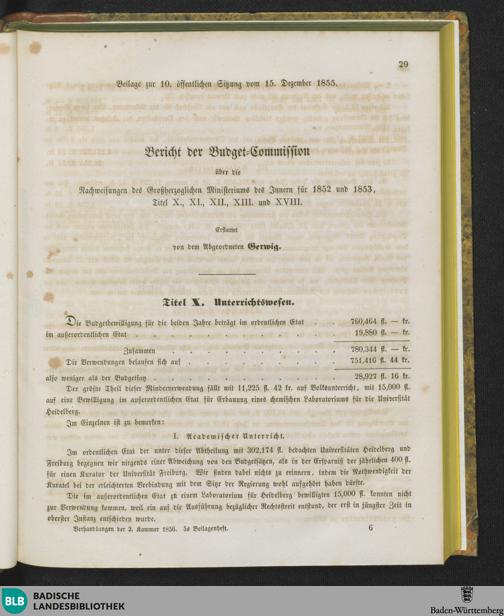 29
Beilage zur 10. öffentlichen Sitzung vom 15. Dezember 1855.
Bericht der Budget-Commission
über die
Nachweisungen des Großherzoglichen Ministeriums des Innern für 1852 und 1853,
Titel X., XI., XII., XIII. und XVIII.
Erstattet
von dem Abgeordneten Gerwig.
Titel X. Unterrichtswesen.
Die Budgetbewilligung für die beiden Jahre beträgt im ordentlichen Etat . . 760,464 fl. — kr.
im außerordentlichen Etat . . . . . . . . . . 19,880 fl. — kr.
Zusammen . . . . . . . . 780,344 fl. — kr.
Die Verwendungen belaufen sich auf . . . . . . . . 751,416 fl. 44 kr.
also weniger als der Budgetsatz . . . . . . . . . 28,927 fl. 16 kr.
Der größte Theil dieser Minderverwendung fällt mit 11,225 fl. 42 kr. auf Volksunterricht, mit 15,000 fl.
auf eine Bewilligung im außerordentlichen Etat für Erbauung eines chemischen Laboratoriums für die Universität
Heidelberg.
Im Einzelnen ist zu bemerken:
I. Academischer Unterricht.
Im ordentlichen Etat der unter dieser Abtheilung mit 302,174 fl. bedachten Universitäten Heidelberg und
Freiburg begegnen wir nirgends einer Abweichung von den Budgetsätzen, als in der Ersparniß der jährlichen 400 fl.
für einen Kurator der Universität Freiburg. Wir finden dabei nichts zu erinnern, indem die Nothwendigkeit der
Kuratel bei der erleichterten Verbindung mit dem Sitze der Regierung wohl aufgehört haben dürfte.
Die im außerordentlichen Etat zu einem Laboratorium für Heidelberg bewilligten 15,000 fl. konnten nicht
zur Verwendung kommen, weil ein auf die Ausführung bezüglicher Rechtsstreit entstand, der erst in jüngster Zeit in
oberster Instanz entschieden wurde.
Verhandlungen der 2. Kammer 1856. 5s Beilagenheft. 6
BLB BADISCHE
LANDESBIBLIOTHEK
Baden-Württemberg